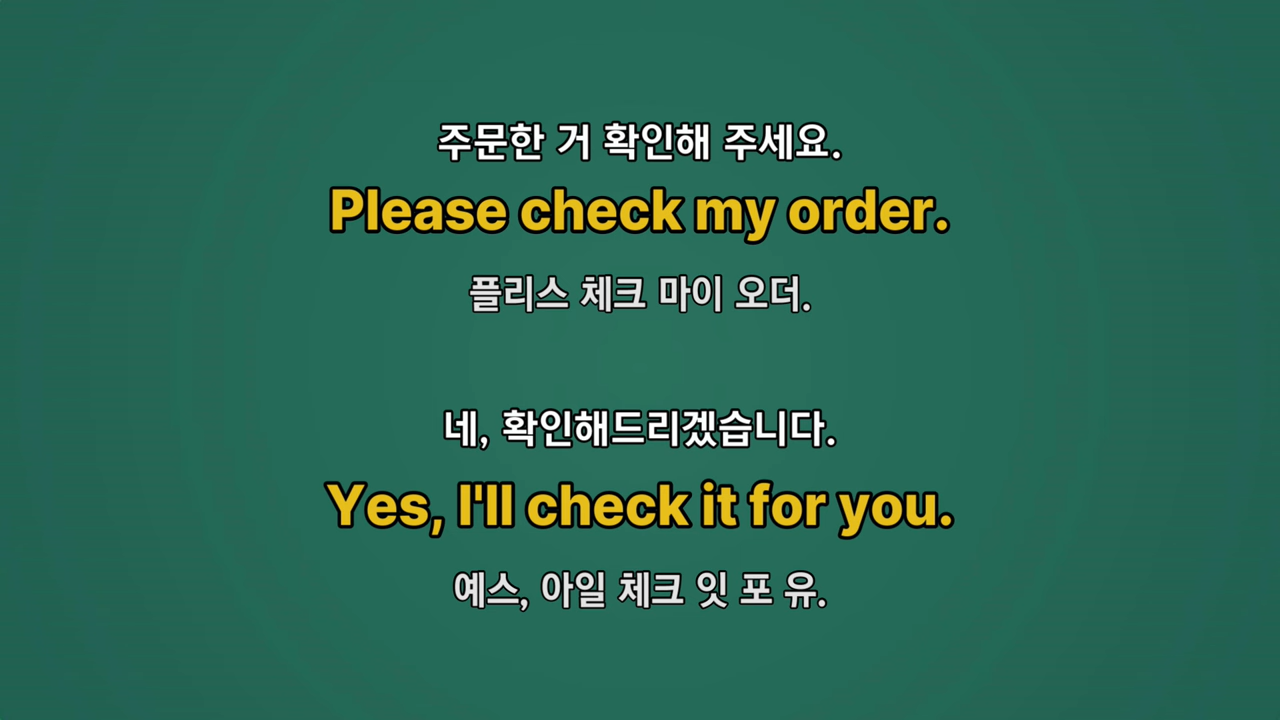 주문한 거 확인해 주세요.
Please check my order.
플리스 체크 마이 오더.
네, 확인해드리겠습니다.
Yes, I'll check it for you.
예스, 아일 체크 잇 포 유.